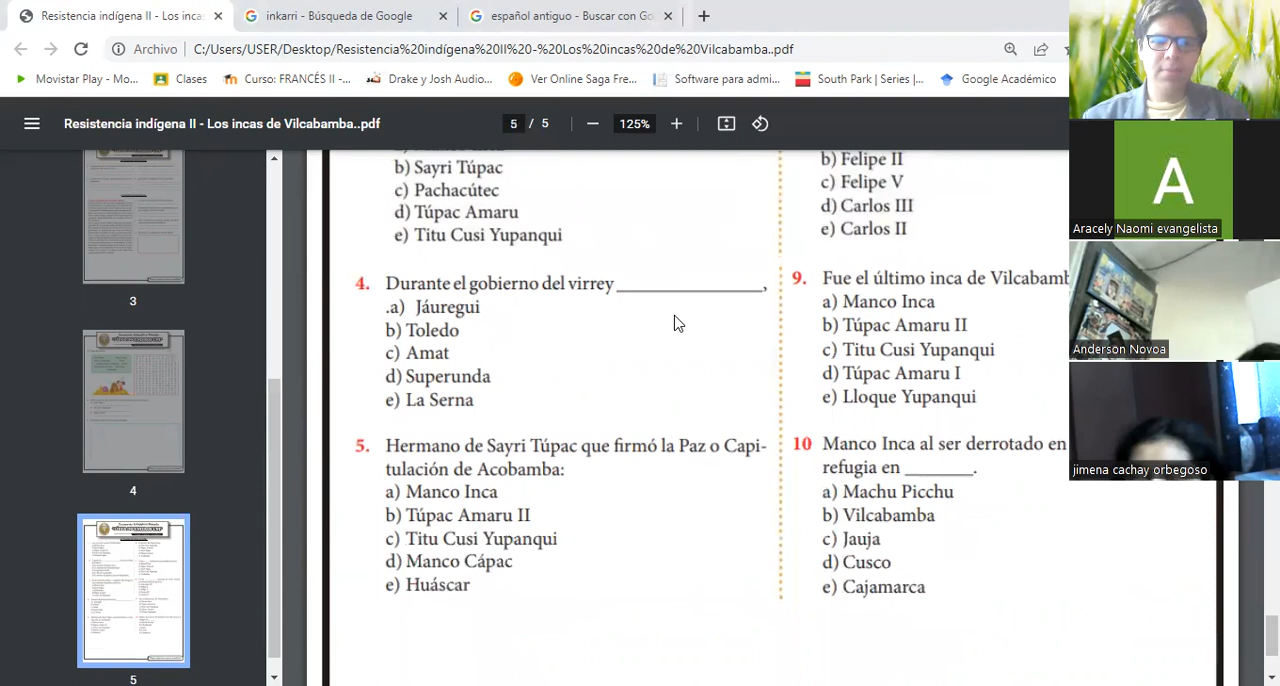 Resistencia indígena II - Los inca
inkarri - Búsqueda de Google
español antiguo - Buscar con Go
Archivo
C:/Users/USER/Desktop/Resistencia%20indígena%20II%20-%20Los%20incas%20de%20Vilcabamba..pdf
Movistar Play - Mo...
Clases
Curso: FRANCÉS II -...
Drake y Josh Audio...
Ver Online Saga Fre...
Software para admi...
South Park | Series |...
Google Académico
Resistencia indígena II - Los incas de Vilcabamba..pdf
5 / 5
125%
3
4
5
b) Sayri Túpac
c) Pachacútec
d) Túpac Amaru
e) Titu Cusi Yupanqui
4. Durante el gobierno del virrey _______________,
.a) Jáuregui
b) Toledo
c) Amat
d) Superunda
e) La Serna
5. Hermano de Sayri Túpac que firmó la Paz o Capi-
tulación de Acobamba:
a) Manco Inca
b) Túpac Amaru II
c) Titu Cusi Yupanqui
d) Manco Cápac
e) Huáscar
b) Felipe II
c) Felipe V
d) Carlos III
e) Carlos II
9. Fue el último inca de Vilcabamb
a) Manco Inca
b) Túpac Amaru II
c) Titu Cusi Yupanqui
d) Túpac Amaru I
e) Lloque Yupanqui
10 Manco Inca al ser derrotado en
refugia en _______.
a) Machu Picchu
b) Vilcabamba
c) Jauja
d) Cusco
e) Cajamarca
A
Aracely Naomi evangelista
Anderson Novoa
jimena cachay orbegoso